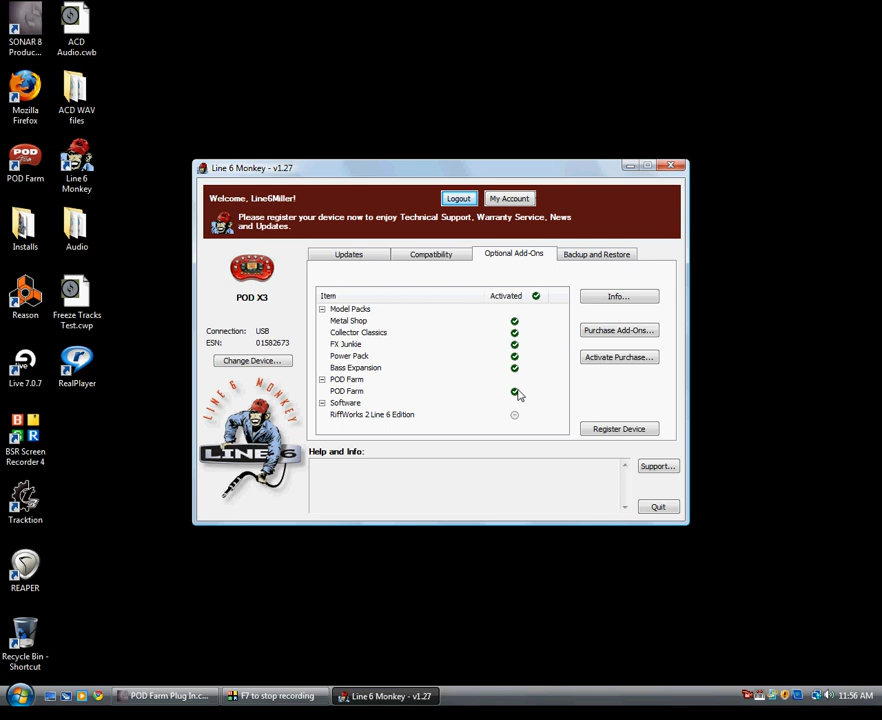 SONAR 8
Produc...
ACD
Audio.cwb
Mozilla
Firefox
ACD WAV
files
POD
Farm
POD Farm
Line 6
Monkey
Installs
Audio
Reason
Freeze Tracks
Test.cwp
live
Live 7.0.7
RealPlayer
B S
R
BSR Screen
Recorder 4
Tracktion
REAPER
Recycle Bin -
Shortcut
Line 6 Monkey - v1.27
Welcome, Line6Miller!
Logout
My Account
Please register your device now to enjoy Technical Support, Warranty Service, News
and Updates.
Updates
Compatibility
Optional Add-Ons
Backup and Restore
POD X3
Connection: USB
ESN: 01582673
Change Device...
LINE 6 MONKEY
LINE 6
Item
Activated
Model Packs
Metal Shop
Collector Classics
FX Junkie
Power Pack
Bass Expansion
POD Farm
POD Farm
Software
RiffWorks 2 Line 6 Edition
Info...
Purchase Add-Ons...
Activate Purchase...
Register Device
Help and Info:
Support...
Quit
POD Farm Plug In.c...
F7 to stop recording
Line 6 Monkey - v1.27
11:56 AM